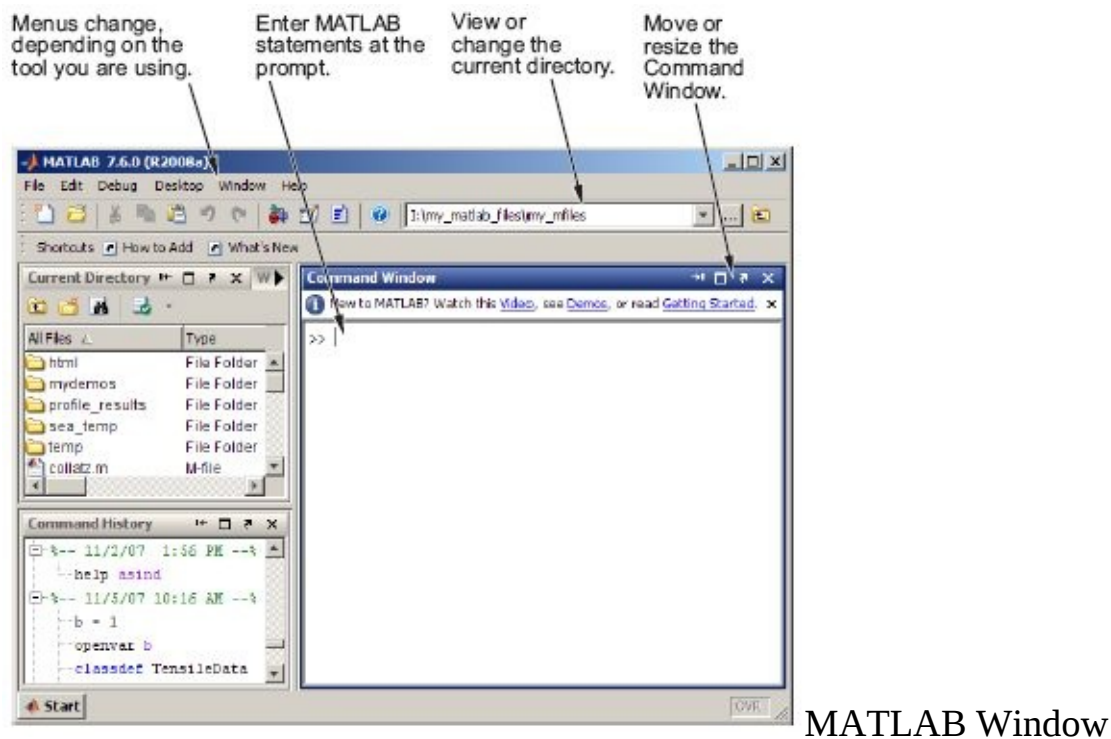 Menus change,
depending on the
tool you are using.
Enter MATLAB
statements at the
prompt.
View or
change the
current directory.
Move or
resize the
Command
Window.
MATLAB 7.6.0 (R2008a)
File Edit Debug Desktop Window Help
I:\my_matlab_files\my_mfiles
Shortcuts How to Add What's New
Current Directory W
All Files Type
html File Folder
mydemos File Folder
profile_results File Folder
sea_temp File Folder
temp File Folder
collatz.m M-file
Command History
%-- 11/2/07 1:56 PM --%
help asind
%-- 11/5/07 10:16 AM --%
b = 1
openvar b
classdef TensileData
Command Window
New to MATLAB? Watch this Video, see Demos, or read Getting Started.
>>
Start
OVR
MATLAB Window